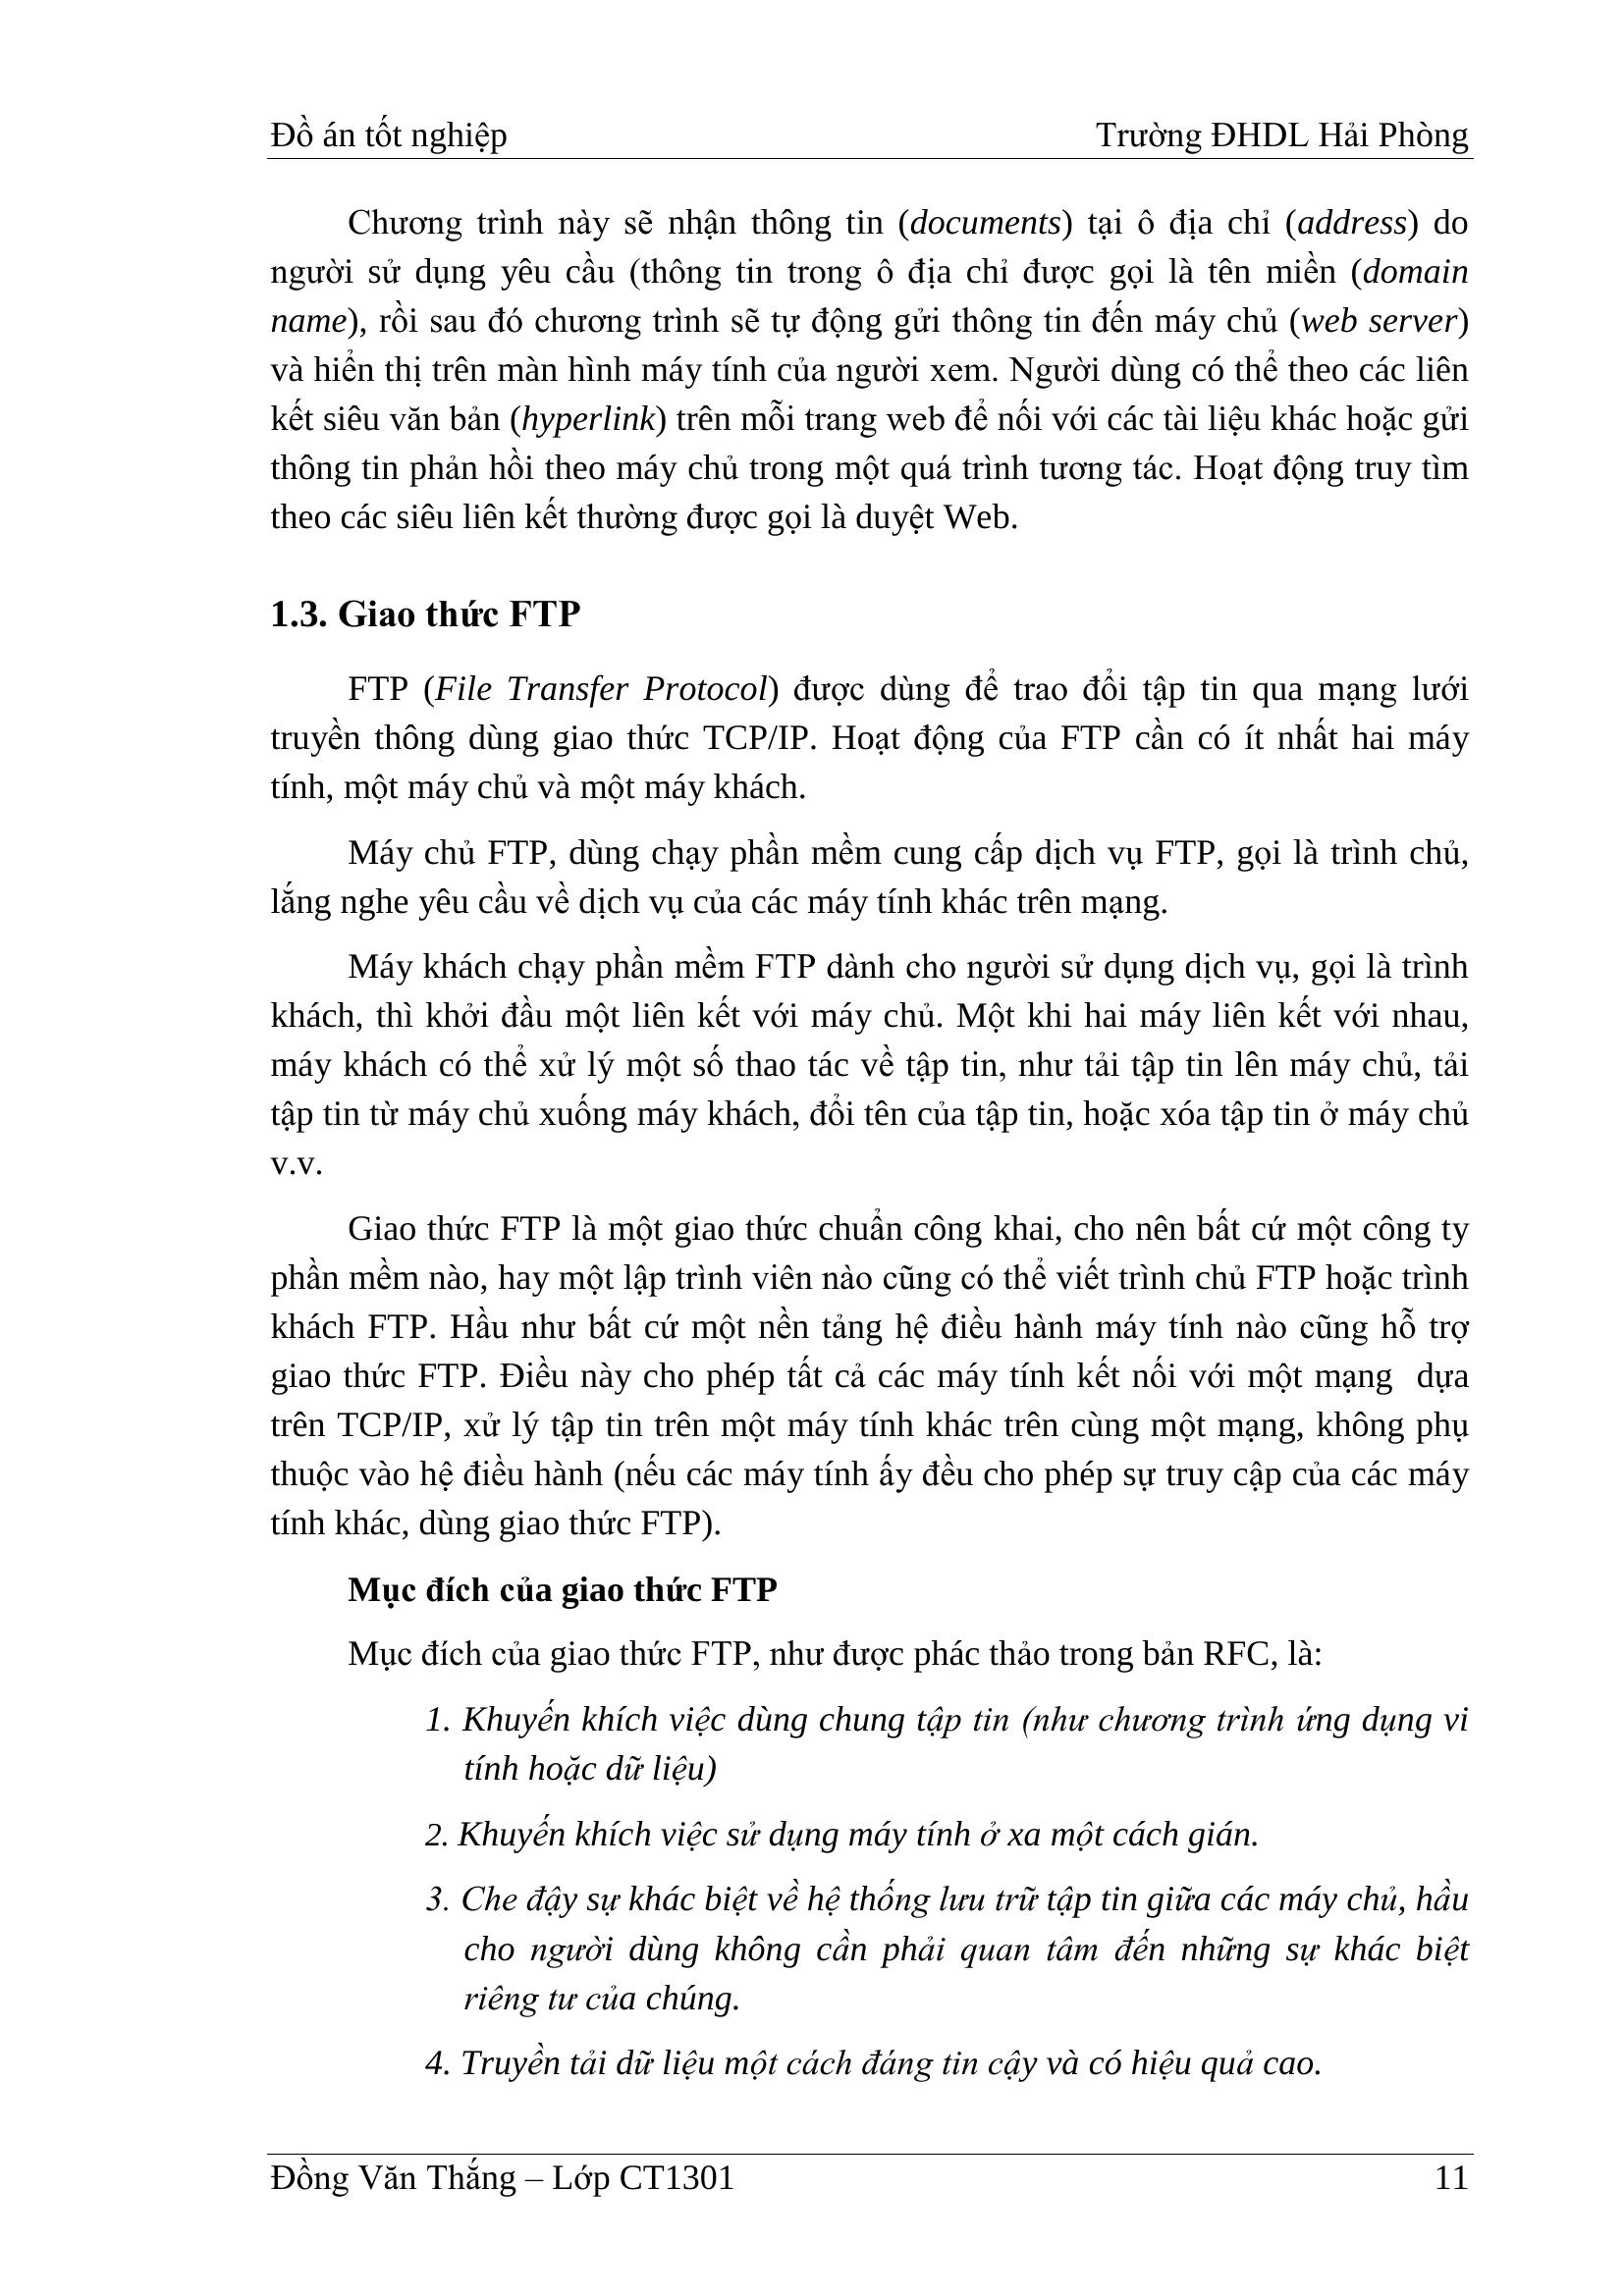 Đồ án tốt nghiệp Trường ĐHDL Hải Phòng
Chương trình này sẽ nhận thông tin (documents) tại ô địa chỉ (address) do
người sử dụng yêu cầu (thông tin trong ô địa chỉ được gọi là tên miền (domain
name), rồi sau đó chương trình sẽ tự động gửi thông tin đến máy chủ (web server)
và hiển thị trên màn hình máy tính của người xem. Người dùng có thể theo các liên
kết siêu văn bản (hyperlink) trên mỗi trang web để nối với các tài liệu khác hoặc gửi
thông tin phản hồi theo máy chủ trong một quá trình tương tác. Hoạt động truy tìm
theo các siêu liên kết thường được gọi là duyệt Web.
1.3. Giao thức FTP
FTP (File Transfer Protocol) được dùng để trao đổi tập tin qua mạng lưới
truyền thông dùng giao thức TCP/IP. Hoạt động của FTP cần có ít nhất hai máy
tính, một máy chủ và một máy khách.
Máy chủ FTP, dùng chạy phần mềm cung cấp dịch vụ FTP, gọi là trình chủ,
lắng nghe yêu cầu về dịch vụ của các máy tính khác trên mạng.
Máy khách chạy phần mềm FTP dành cho người sử dụng dịch vụ, gọi là trình
khách, thì khởi đầu một liên kết với máy chủ. Một khi hai máy liên kết với nhau,
máy khách có thể xử lý một số thao tác về tập tin, như tải tập tin lên máy chủ, tải
tập tin từ máy chủ xuống máy khách, đổi tên của tập tin, hoặc xóa tập tin ở máy chủ
v.v.
Giao thức FTP là một giao thức chuẩn công khai, cho nên bất cứ một công ty
phần mềm nào, hay một lập trình viên nào cũng có thể viết trình chủ FTP hoặc trình
khách FTP. Hầu như bất cứ một nền tảng hệ điều hành máy tính nào cũng hỗ trợ
giao thức FTP. Điều này cho phép tất cả các máy tính kết nối với một mạng dựa
trên TCP/IP, xử lý tập tin trên một máy tính khác trên cùng một mạng, không phụ
thuộc vào hệ điều hành (nếu các máy tính ấy đều cho phép sự truy cập của các máy
tính khác, dùng giao thức FTP).
Mục đích của giao thức FTP
Mục đích của giao thức FTP, như được phác thảo trong bản RFC, là:
1. Khuyến khích việc dùng chung tập tin (như chương trình ứng dụng vi
tính hoặc dữ liệu)
2. Khuyến khích việc sử dụng máy tính ở xa một cách gián.
3. Che đậy sự khác biệt về hệ thống lưu trữ tập tin giữa các máy chủ, hầu
cho người dùng không cần phải quan tâm đến những sự khác biệt
riêng tư của chúng.
4. Truyền tải dữ liệu một cách đáng tin cậy và có hiệu quả cao.
Đồng Văn Thắng – Lớp CT1301 11